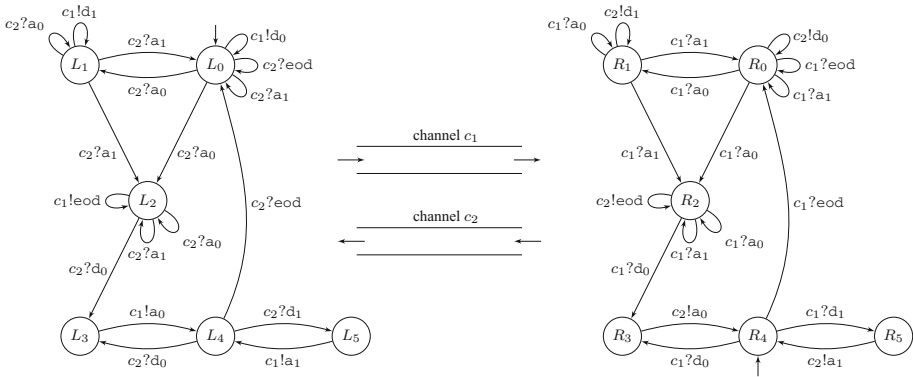 c₁!d₁ c₂!d₁
c₂?a₀ c₁!d₀ c₁?a₀ c₂!d₀
c₂?a₁ c₁?a₁
L₁ L₀ c₂?eod R₁ R₀ c₁?eod
c₂?a₀ c₂?a₁ c₁?a₀ c₁?a₁
channel c₁
c₂?a₁ c₂?a₀ c₁?a₁ c₁?a₀
c₁!eod L₂ c₂?eod c₂!eod R₂ c₁?eod
channel c₂
c₂?a₁ c₂?a₀ c₁?a₁ c₁?a₀
c₂?d₀ c₁?d₀
c₁!a₀ c₂?d₁ c₂!a₀ c₁?d₁
L₃ L₄ L₅ R₃ R₄ R₅
c₂?d₀ c₁!a₁ c₁?d₀ c₂!a₁